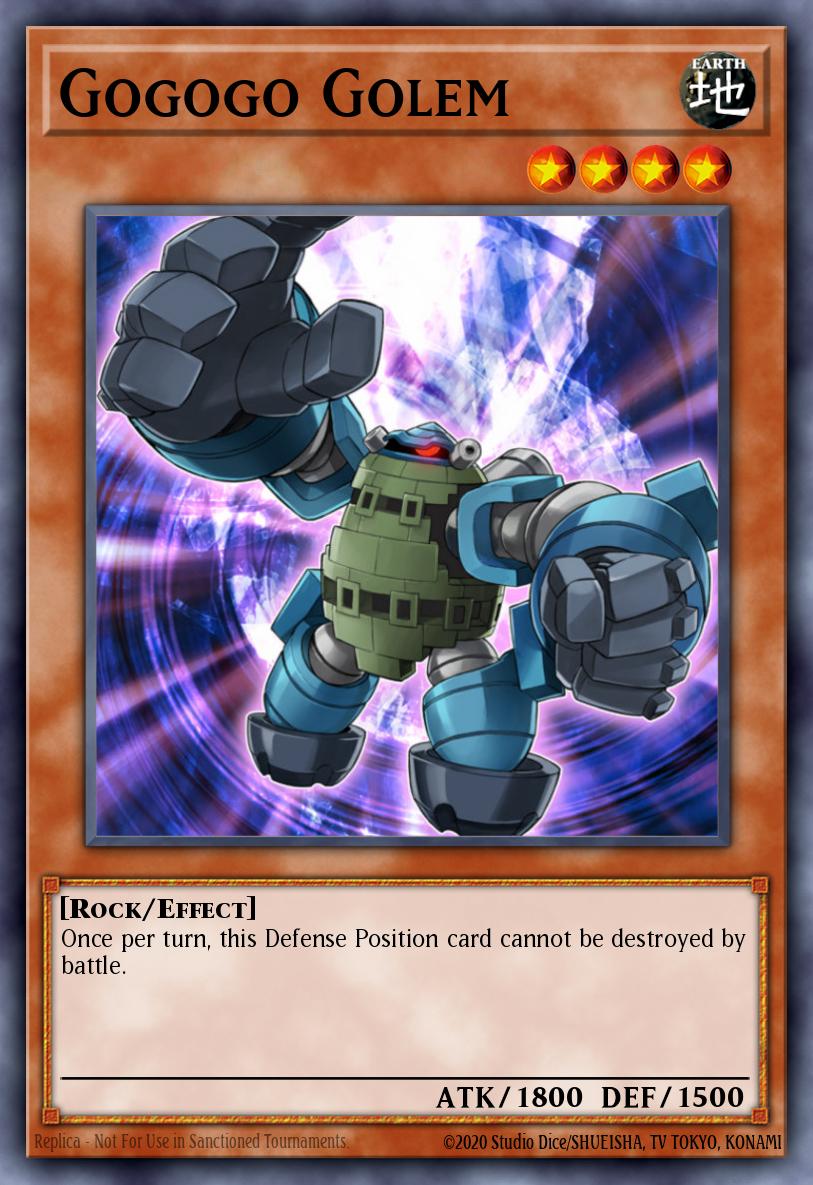 Gogogo Golem
EARTH
地
[Rock/Effect]
Once per turn, this Defense Position card cannot be destroyed by
battle.
ATK/1800 DEF/1500
Replica - Not For Use in Sanctioned Tournaments.
©2020 Studio Dice/SHUEISHA, TV TOKYO, KONAMI